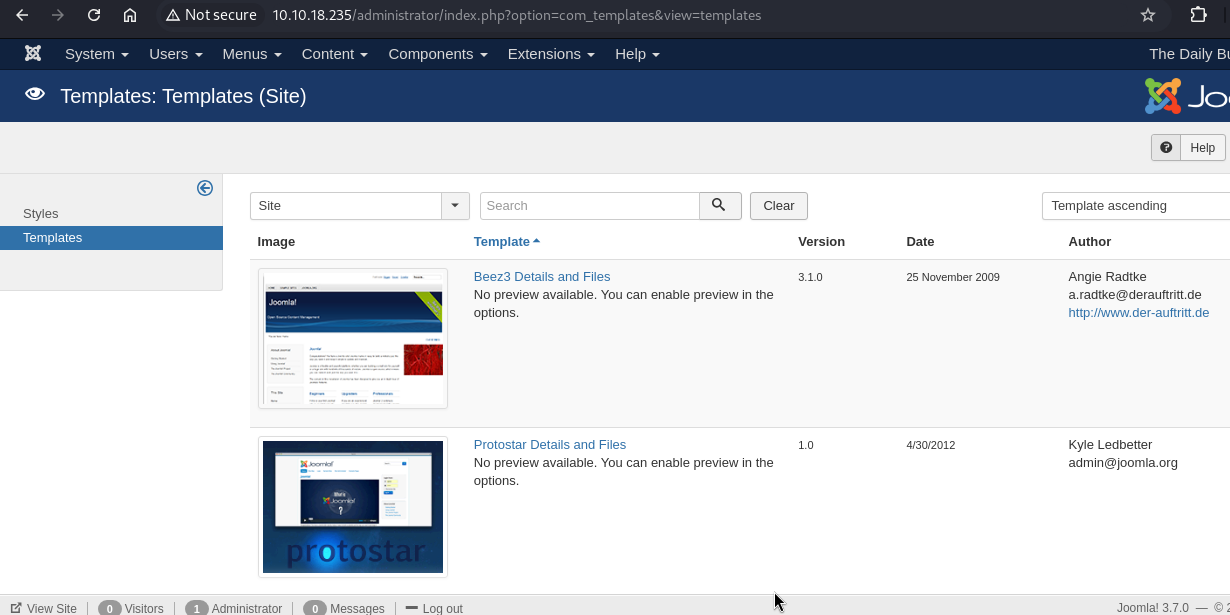 Not secure 10.10.18.235/administrator/index.php?option=com_templates&view=templates
System Users Menus Content Components Extensions Help The Daily Bu
Templates: Templates (Site) Joo
Help
Styles
Templates
Site Search Clear Template ascending
Image Template Version Date Author
Beez3 Details and Files 3.1.0 25 November 2009 Angie Radtke
No preview available. You can enable preview in the a.radtke@derauftritt.de
options. http://www.der-auftritt.de
Joomla!
Protostar Details and Files 1.0 4/30/2012 Kyle Ledbetter
No preview available. You can enable preview in the admin@joomla.org
options.
Joomla!
protostar
View Site 0 Visitors 1 Administrator 0 Messages Log out Joomla! 3.7.0 — © 2